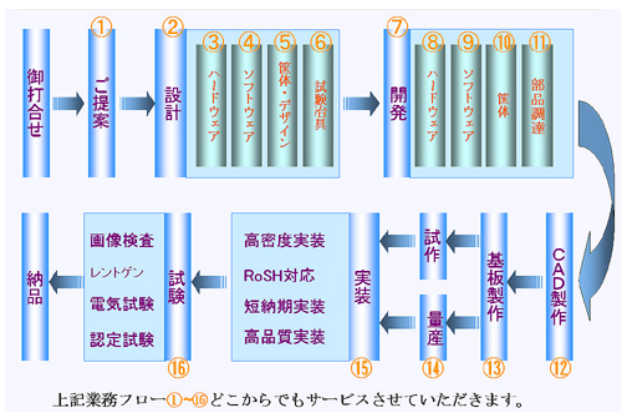 御打合せ
①
ご提案
②
設計
③
ハードウェア
④
ソフトウェア
⑤
筐体・デザイン
⑥
試験冶具
⑦
開発
⑧
ハードウェア
⑨
ソフトウェア
⑩
筐体
⑪
部品調達
CAD製作
⑫
基板製作
⑬
試作
量産
⑭
実装
⑮
高密度実装
RoSH対応
短納期実装
高品質実装
試験
⑯
画像検査
レントゲン
電気試験
認定試験
納品
上記業務フロー①~⑯どこからでもサービスさせていただきます。